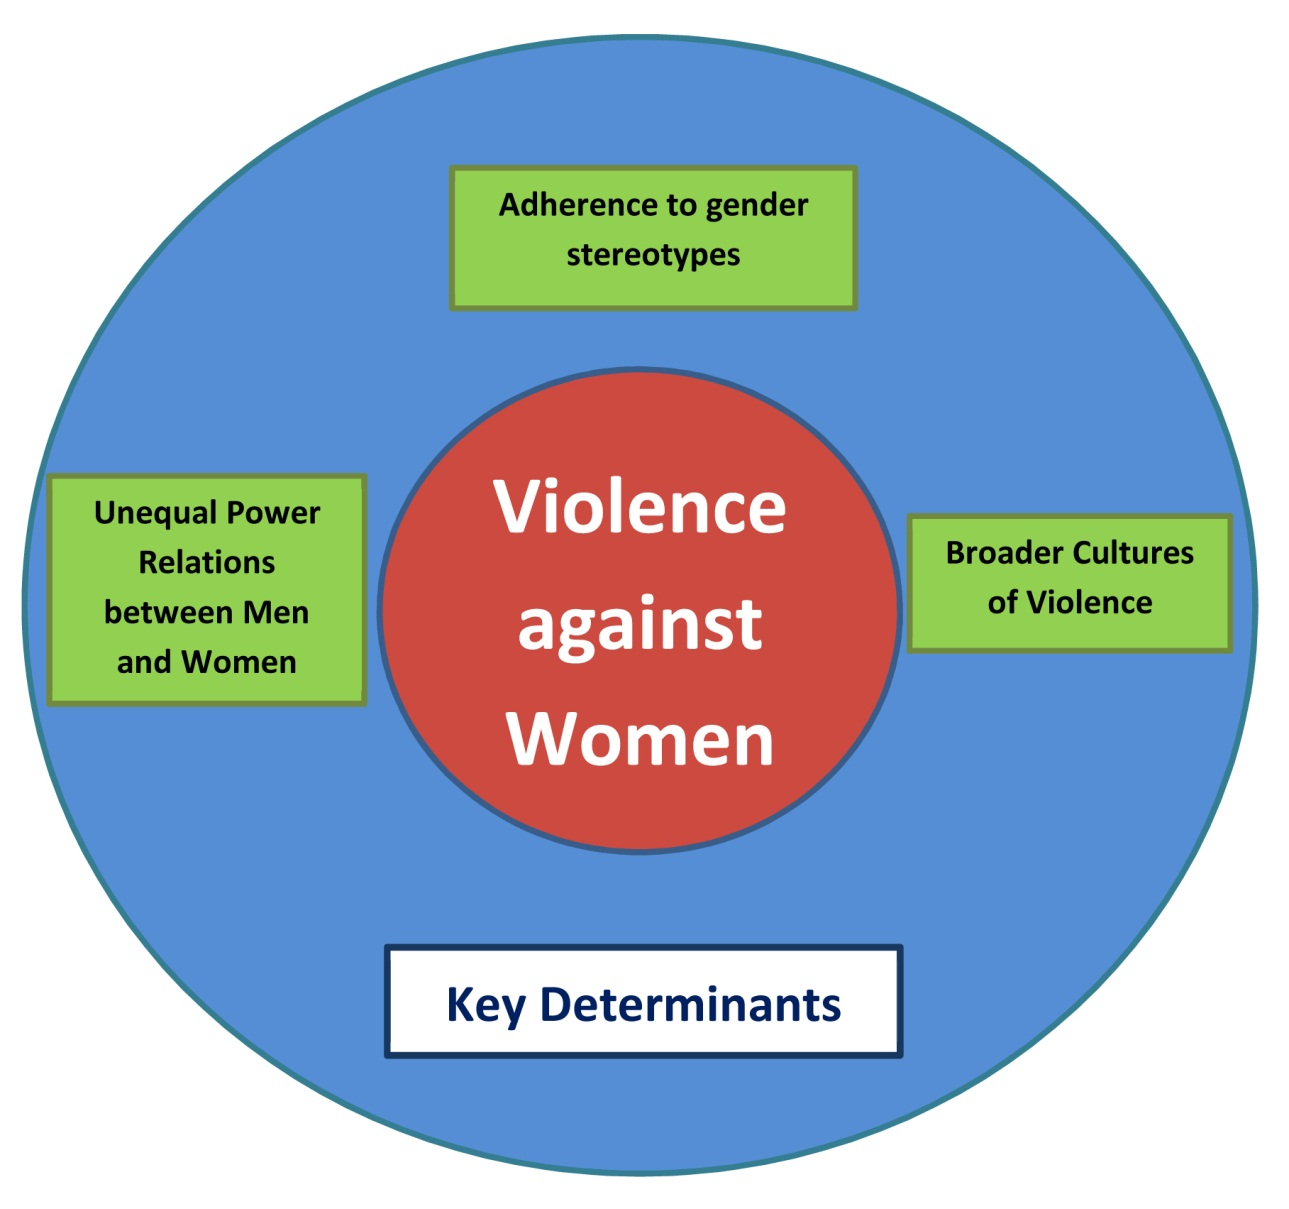 Adherence to gender
stereotypes
Unequal Power
Relations
between Men
and Women
Violence
against
Women
Broader Cultures
of Violence
Key Determinants